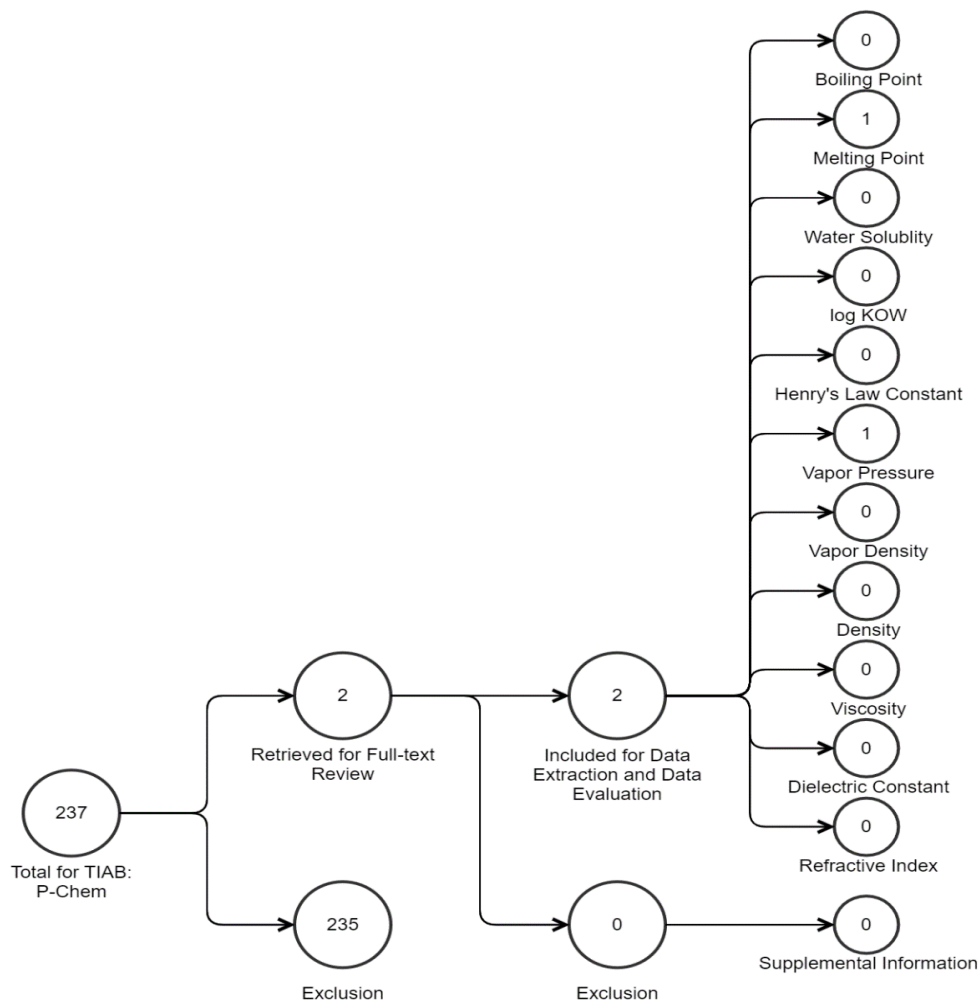 0
Boiling Point
1
Melting Point
0
Water Solublity
0
log KOW
0
Henry's Law Constant
1
Vapor Pressure
0
Vapor Density
0
Density
0
Viscosity
0
Dielectric Constant
0
Refractive Index
0
Supplemental Information
2
Retrieved for Full-text
Review
2
Included for Data
Extraction and Data
Evaluation
237
Total for TIAB:
P-Chem
235
Exclusion
0
Exclusion